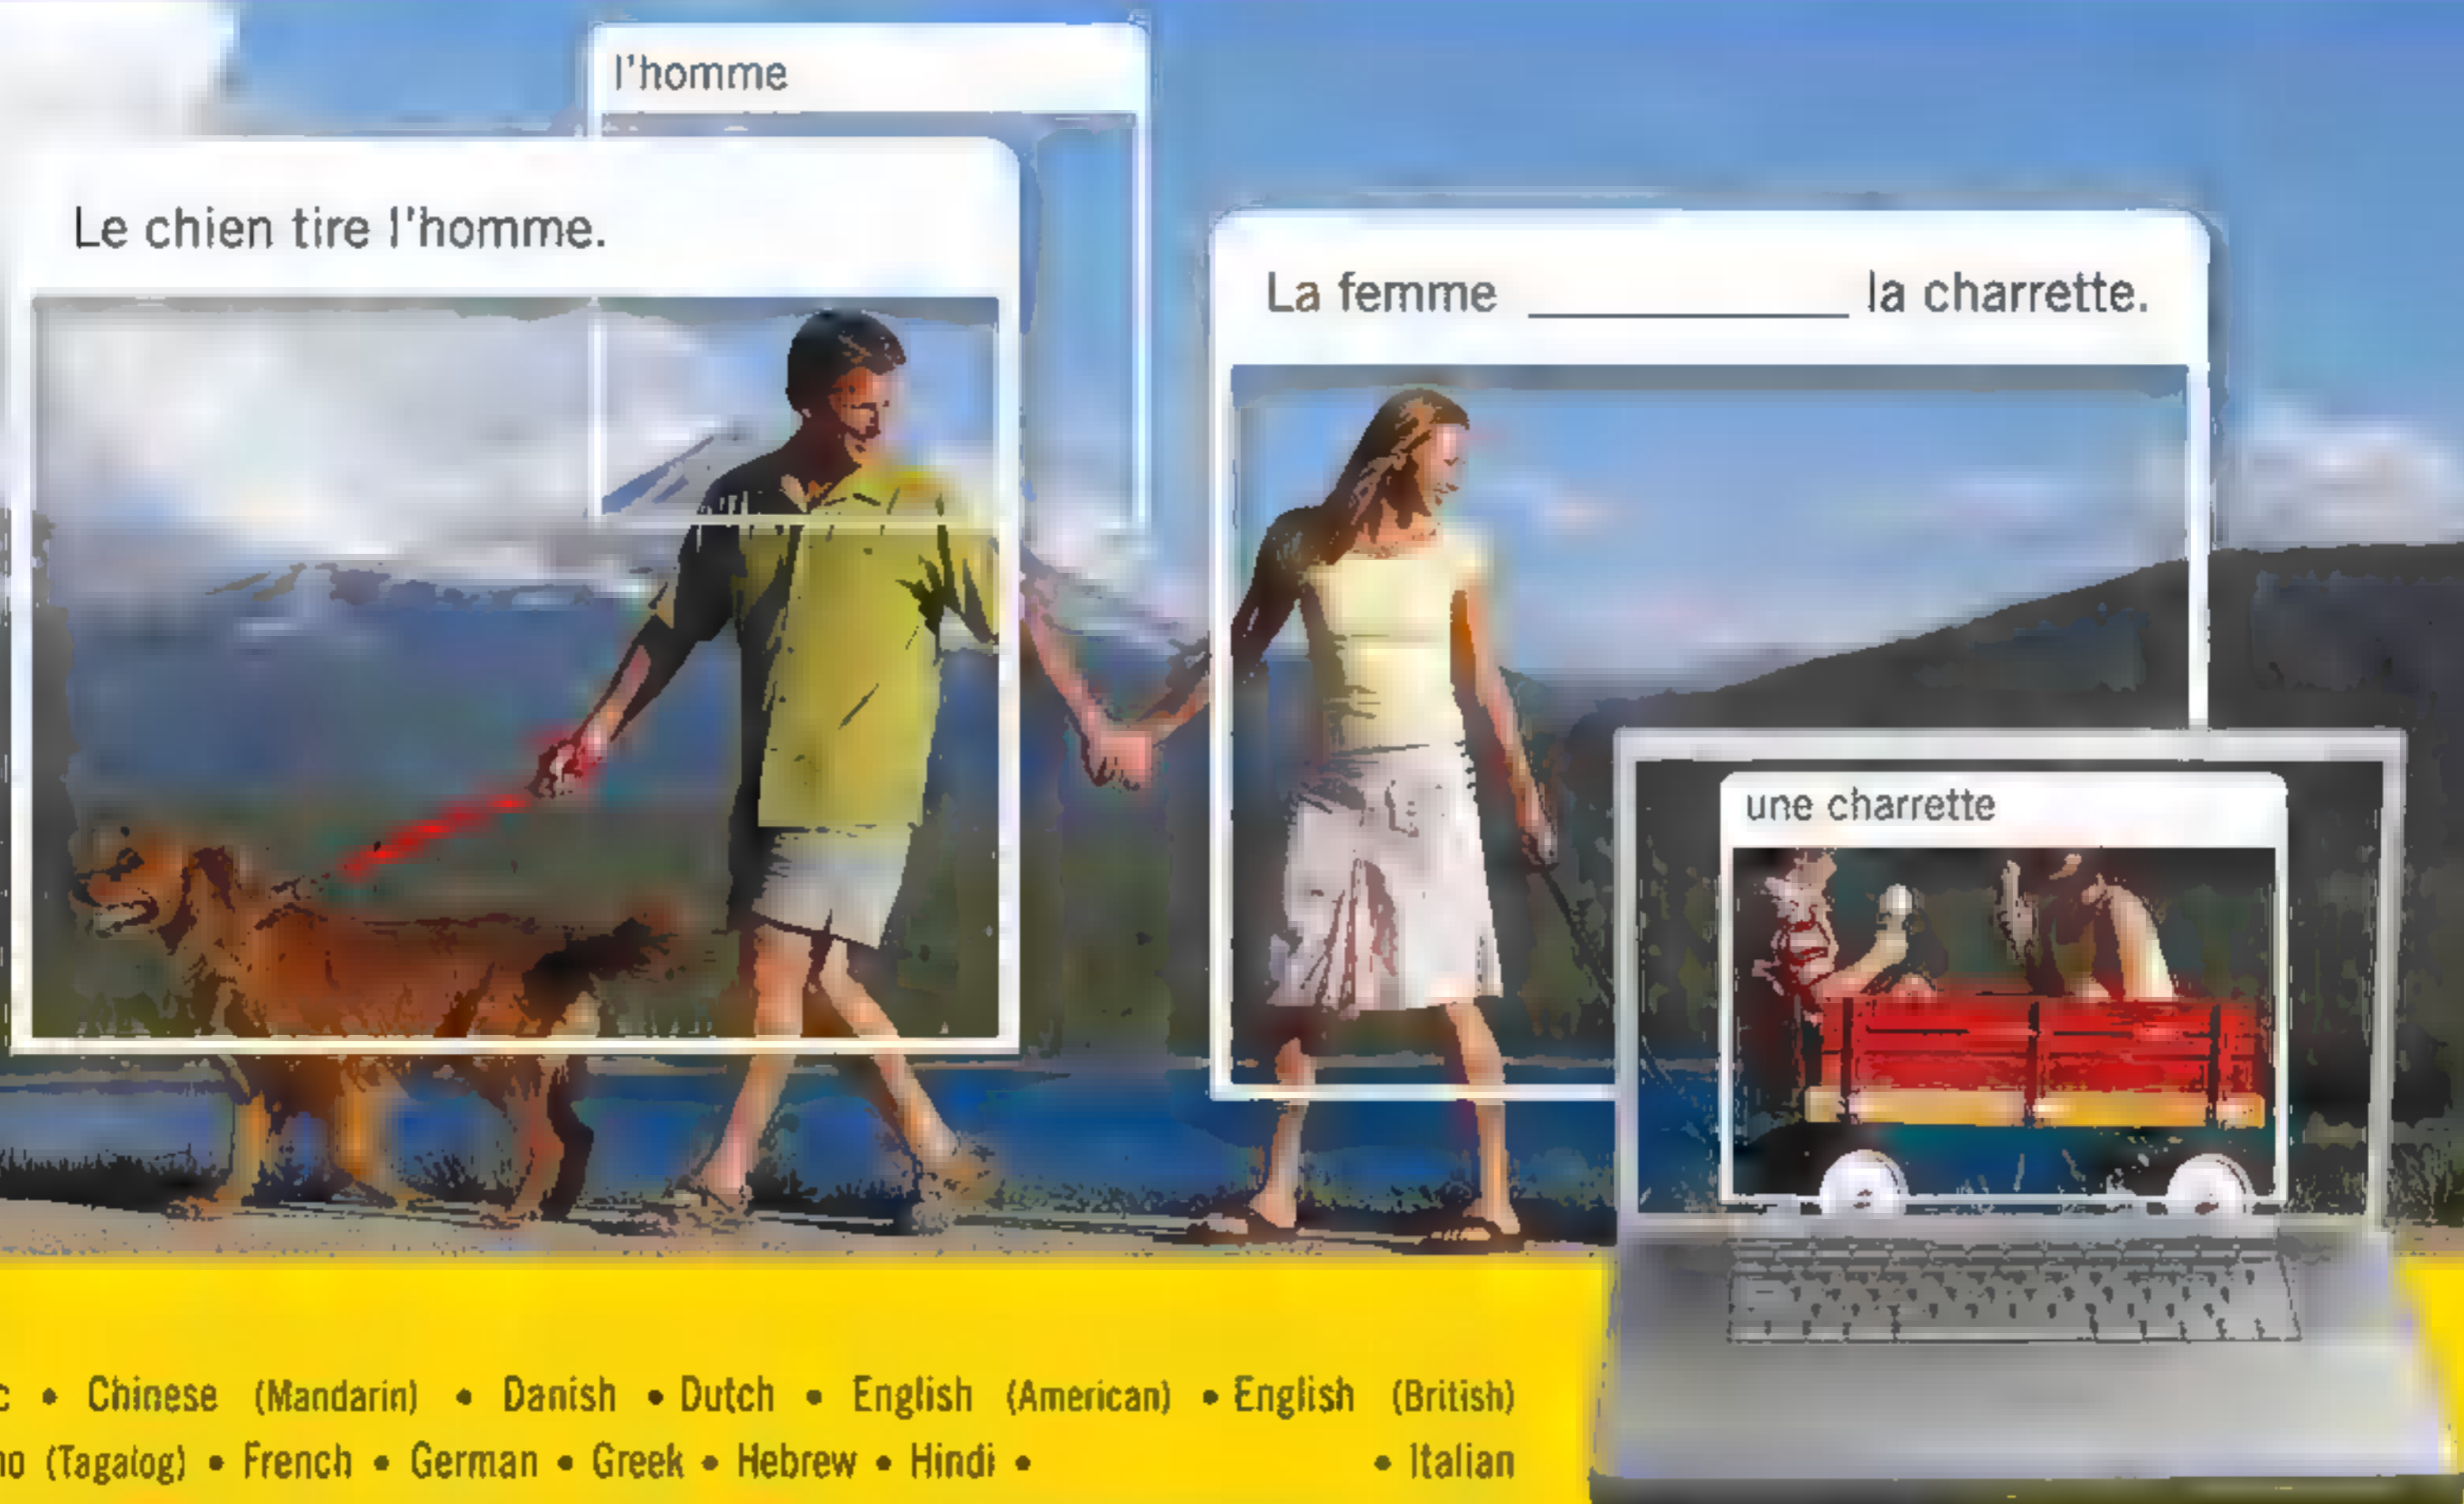 l'homme
Le chien tire l'homme.
La femme __________ la charrette.
une charrette
• Chinese (Mandarin) • Danish • Dutch • English (American) • English (British)
(Tagalog) • French • German • Greek • Hebrew • Hindi • • Italian